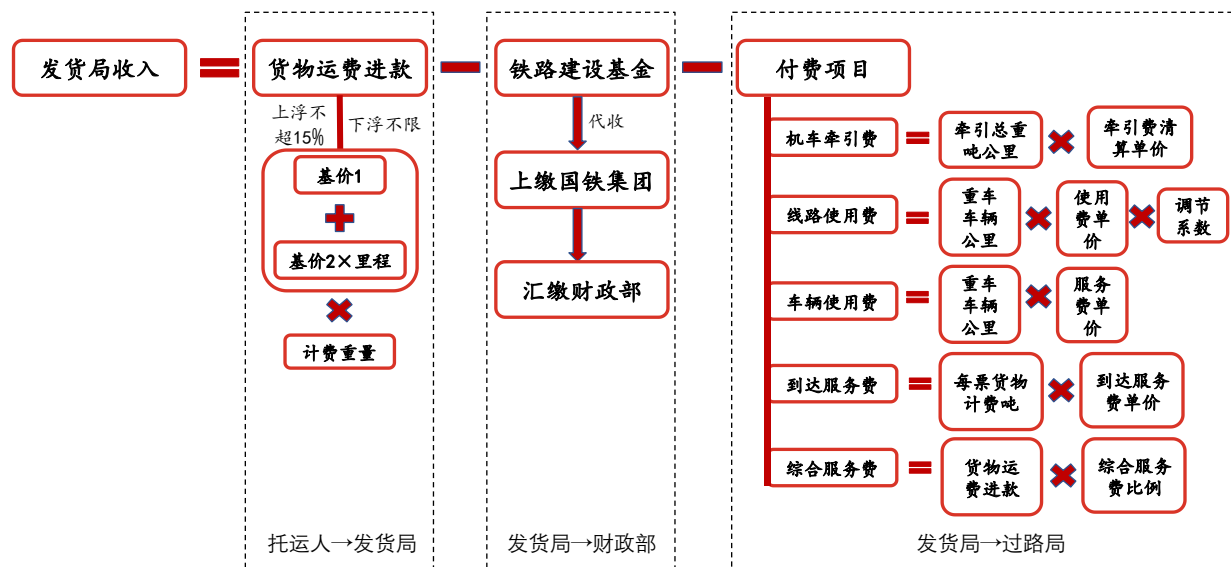 发货局收入
货物运费进款
铁路建设基金
付费项目
上浮不
超15%
下浮不限
基价1
基价2×里程
计费重量
代收
上缴国铁集团
汇缴财政部
机车牵引费
牵引总重
吨公里
牵引费清
算单价
线路使用费
重车
车辆
公里
使用
费单
价
调节
系数
车辆使用费
重车
车辆
公里
服务
费单
价
到达服务费
每票货物
计费吨
到达服务
费单价
综合服务费
货物运
费进款
综合服务
费比例
托运人→发货局
发货局→财政部
发货局→过路局